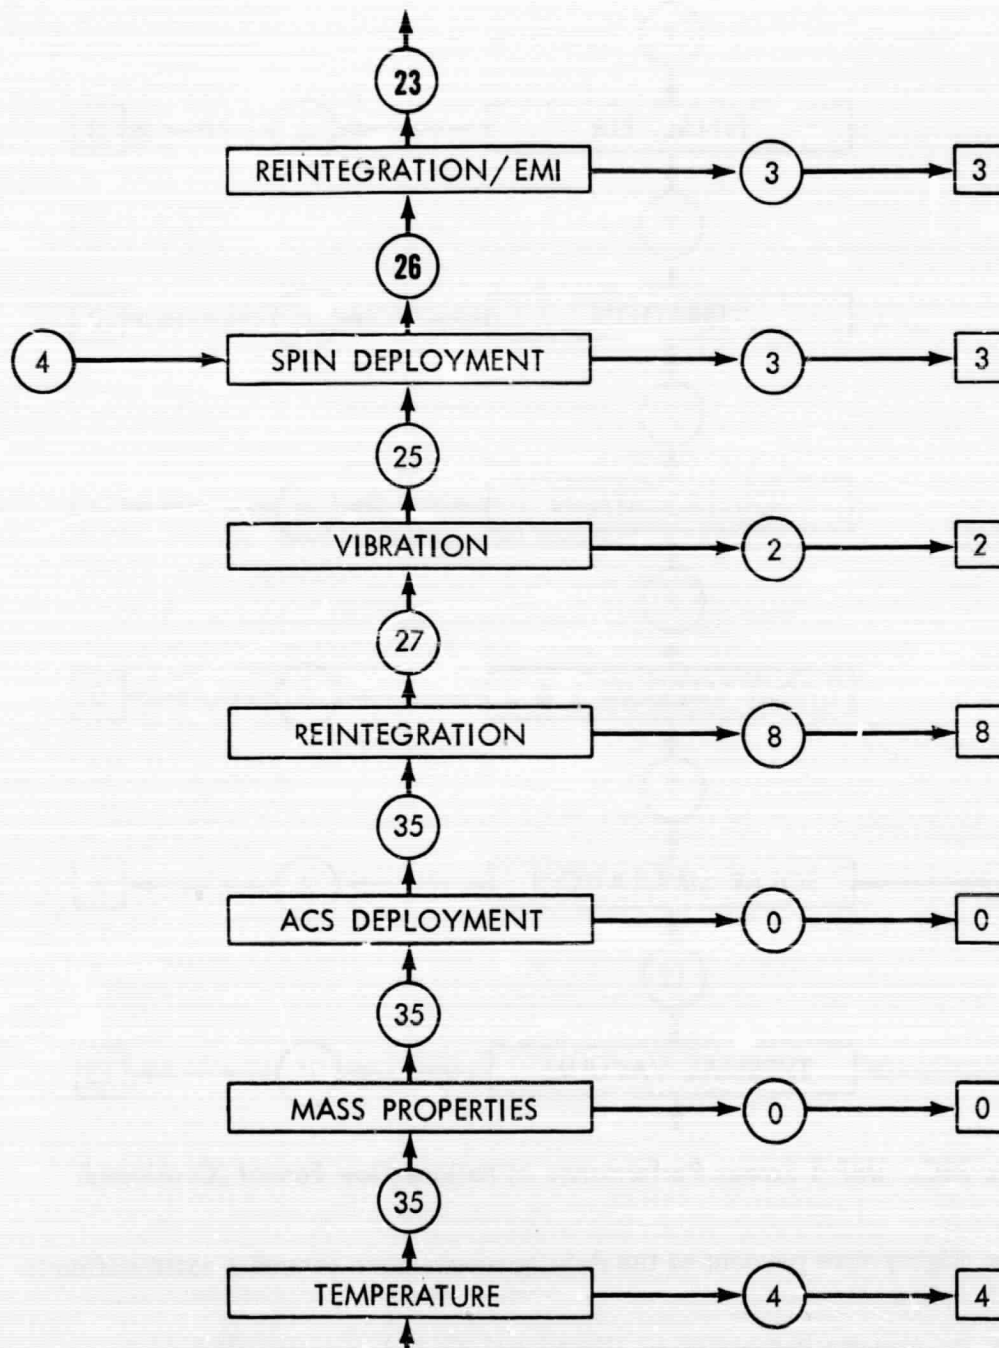 23
REINTEGRATION/EMI 3 3
26
4 SPIN DEPLOYMENT 3 3
25
VIBRATION 2 2
27
REINTEGRATION 8 8
35
ACS DEPLOYMENT 0 0
35
MASS PROPERTIES 0 0
35
TEMPERATURE 4 4